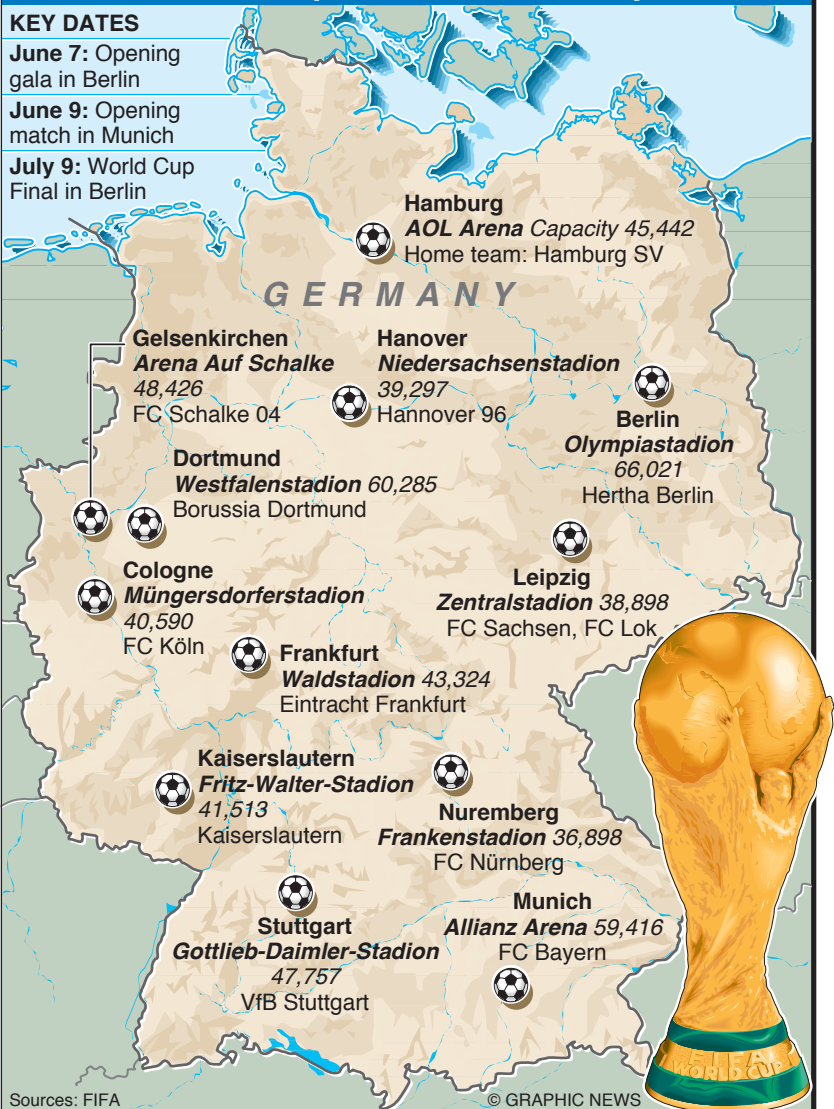 KEY DATES
June 7: Opening
gala in Berlin
June 9: Opening
match in Munich
July 9: World Cup
Final in Berlin
Hamburg
AOL Arena Capacity 45,442
Home team: Hamburg SV
GERMANY
Gelsenkirchen
Arena Auf Schalke
48,426
FC Schalke 04
Hanover
Niedersachsenstadion
39,297
Hannover 96
Berlin
Olympiastadion
66,021
Hertha Berlin
Dortmund
Westfalenstadion 60,285
Borussia Dortmund
Leipzig
Zentralstadion 38,898
FC Sachsen, FC Lok
Cologne
Müngersdorferstadion
40,590
FC Köln
Frankfurt
Waldstadion 43,324
Eintracht Frankfurt
Kaiserslautern
Fritz-Walter-Stadion
41,513
Kaiserslautern
Nuremberg
Frankenstadion 36,898
FC Nürnberg
Stuttgart
Gottlieb-Daimler-Stadion
47,757
VfB Stuttgart
Munich
Allianz Arena 59,416
FC Bayern
FIFA
WORLD CUP
Sources: FIFA
© GRAPHIC NEWS